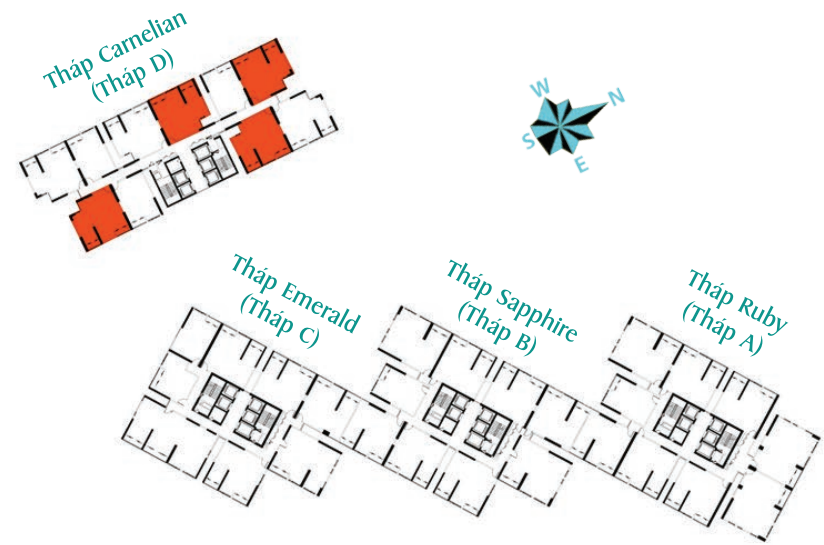 Tháp Carnelian
(Tháp D)
W
N
S
E
Tháp Emerald
(Tháp C)
Tháp Sapphire
(Tháp B)
Tháp Ruby
(Tháp A)